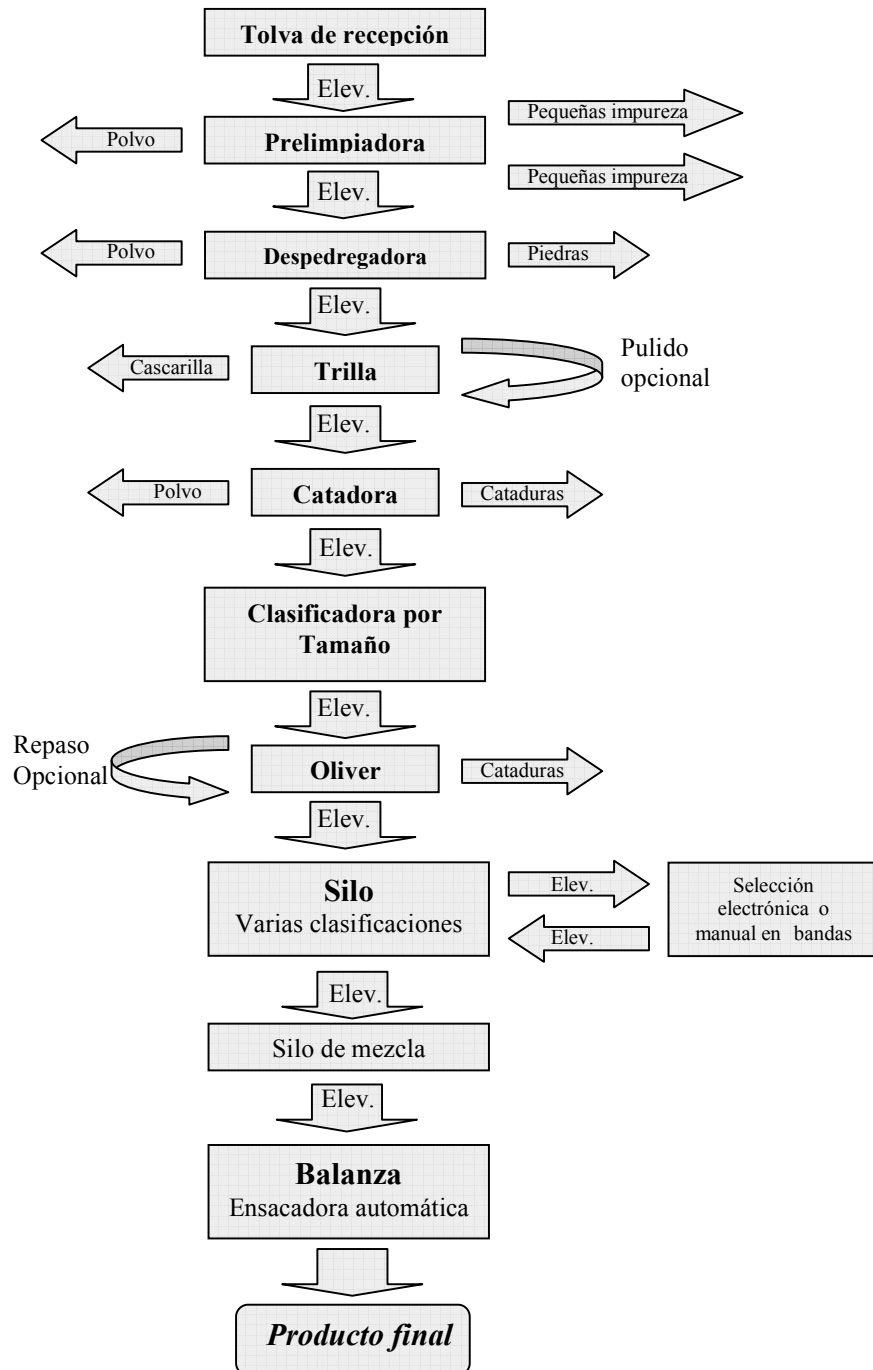 Tolva de recepción
Elev.
Pequeñas impureza
Polvo
Prelimpiadora
Pequeñas impureza
Elev.
Polvo
Despedregadora
Piedras
Elev.
Pulido
opcional
Cascarilla
Trilla
Elev.
Polvo
Catadora
Cataduras
Elev.
Clasificadora por
Tamaño
Elev.
Repaso
Opcional
Oliver
Cataduras
Elev.
Silo
Varias clasificaciones
Elev.
Elev.
Selección
electrónica o
manual en bandas
Elev.
Silo de mezcla
Elev.
Balanza
Ensacadora automática
Producto final